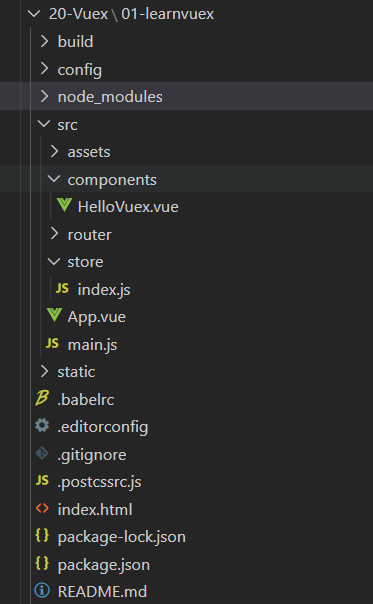 20-Vuex \ 01-learnvuex
build
config
node_modules
src
assets
components
HelloVuex.vue
router
store
JS index.js
App.vue
JS main.js
static
.babelrc
.editorconfig
.gitignore
JS .postcssrc.js
<> index.html
{} package-lock.json
{} package.json
README.md